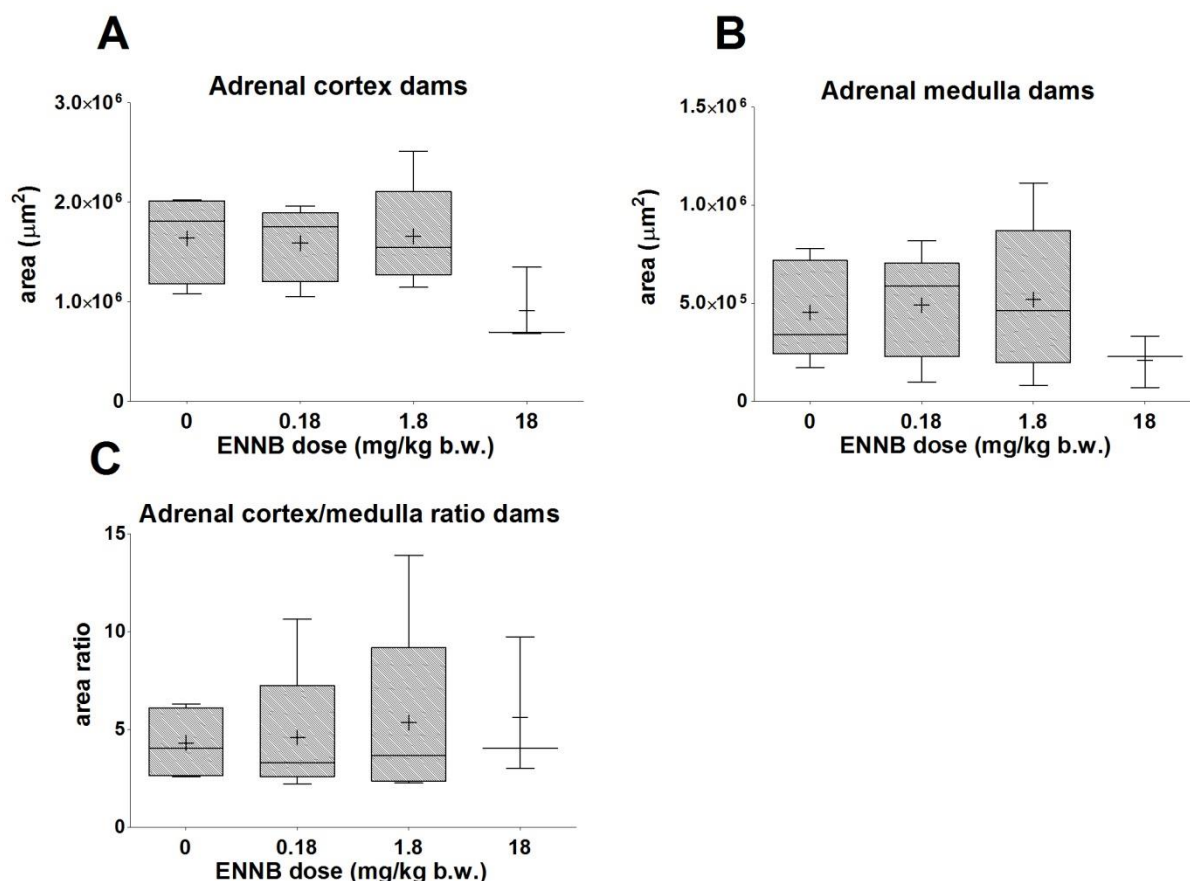 A
Adrenal cortex dams
3.0×10⁶
2.0×10⁶
1.0×10⁶
0
area (μm²)
0 0.18 1.8 18
ENNB dose (mg/kg b.w.)
B
Adrenal medulla dams
1.5×10⁶
1.0×10⁶
5.0×10⁵
0
area (μm²)
0 0.18 1.8 18
ENNB dose (mg/kg b.w.)
C
Adrenal cortex/medulla ratio dams
15
10
5
0
area ratio
0 0.18 1.8 18
ENNB dose (mg/kg b.w.)